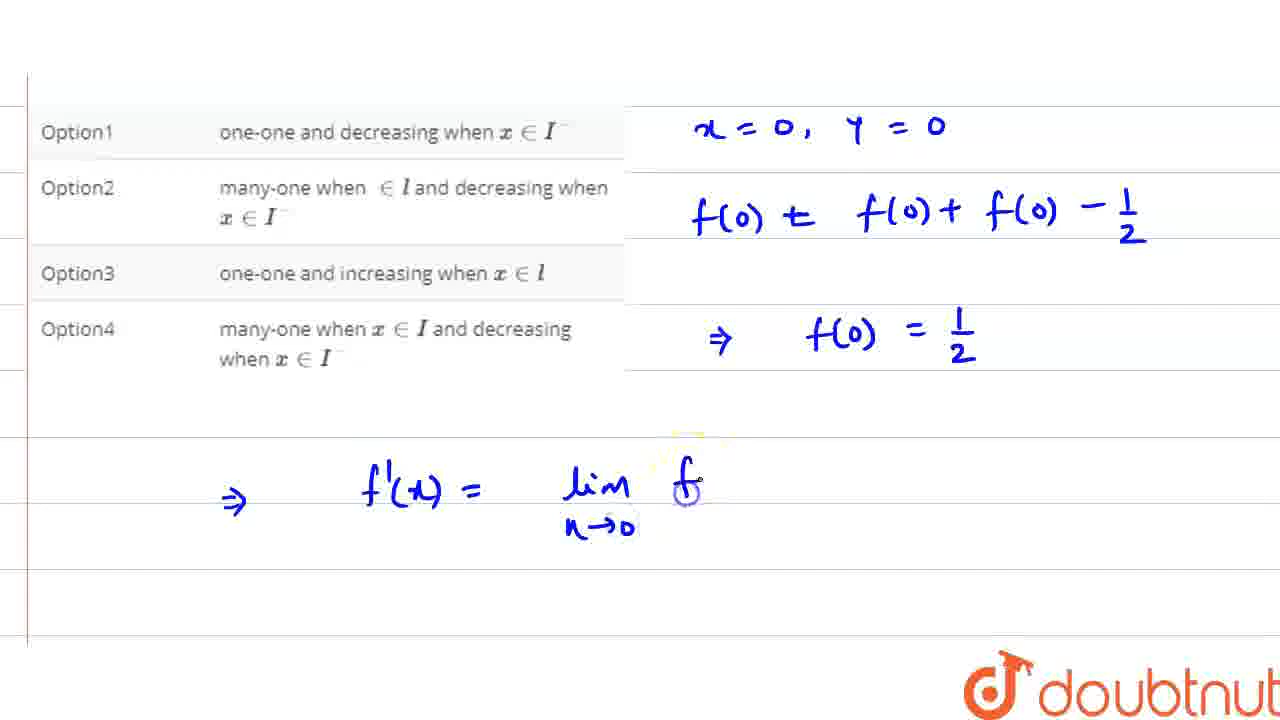 Option1 one-one and decreasing when x ∈ I⁻
Option2 many-one when ∈ l and decreasing when
x ∈ I⁻
Option3 one-one and increasing when x ∈ l
Option4 many-one when x ∈ I and decreasing
when x ∈ I⁻
x = 0, y = 0
f(0) = f(0) + f(0) - 1/2
⇒ f(0) = 1/2
⇒ f'(x) = lim f
n→0
doubtnut